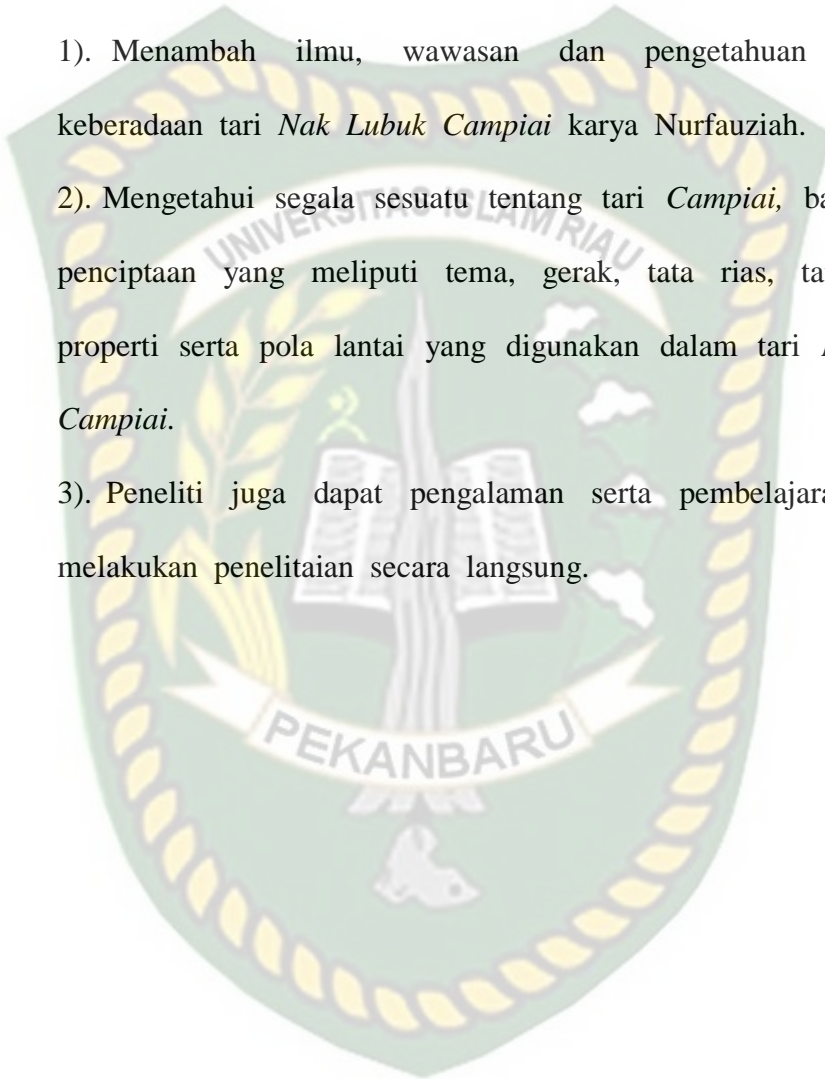 1). Menambah ilmu, wawasan dan pengetahuan
keberadaan tari Nak Lubuk Campiai karya Nurfauziah.
2). Mengetahui segala sesuatu tentang tari Campiai,
penciptaan yang meliputi tema, gerak, tata rias,
properti serta pola lantai yang digunakan dalam tari
Campiai.
3). Peneliti juga dapat pengalaman serta
melakukan penelitaian secara langsung.
UNIVERSITAS ISLAM RIAU
PEKANBARU